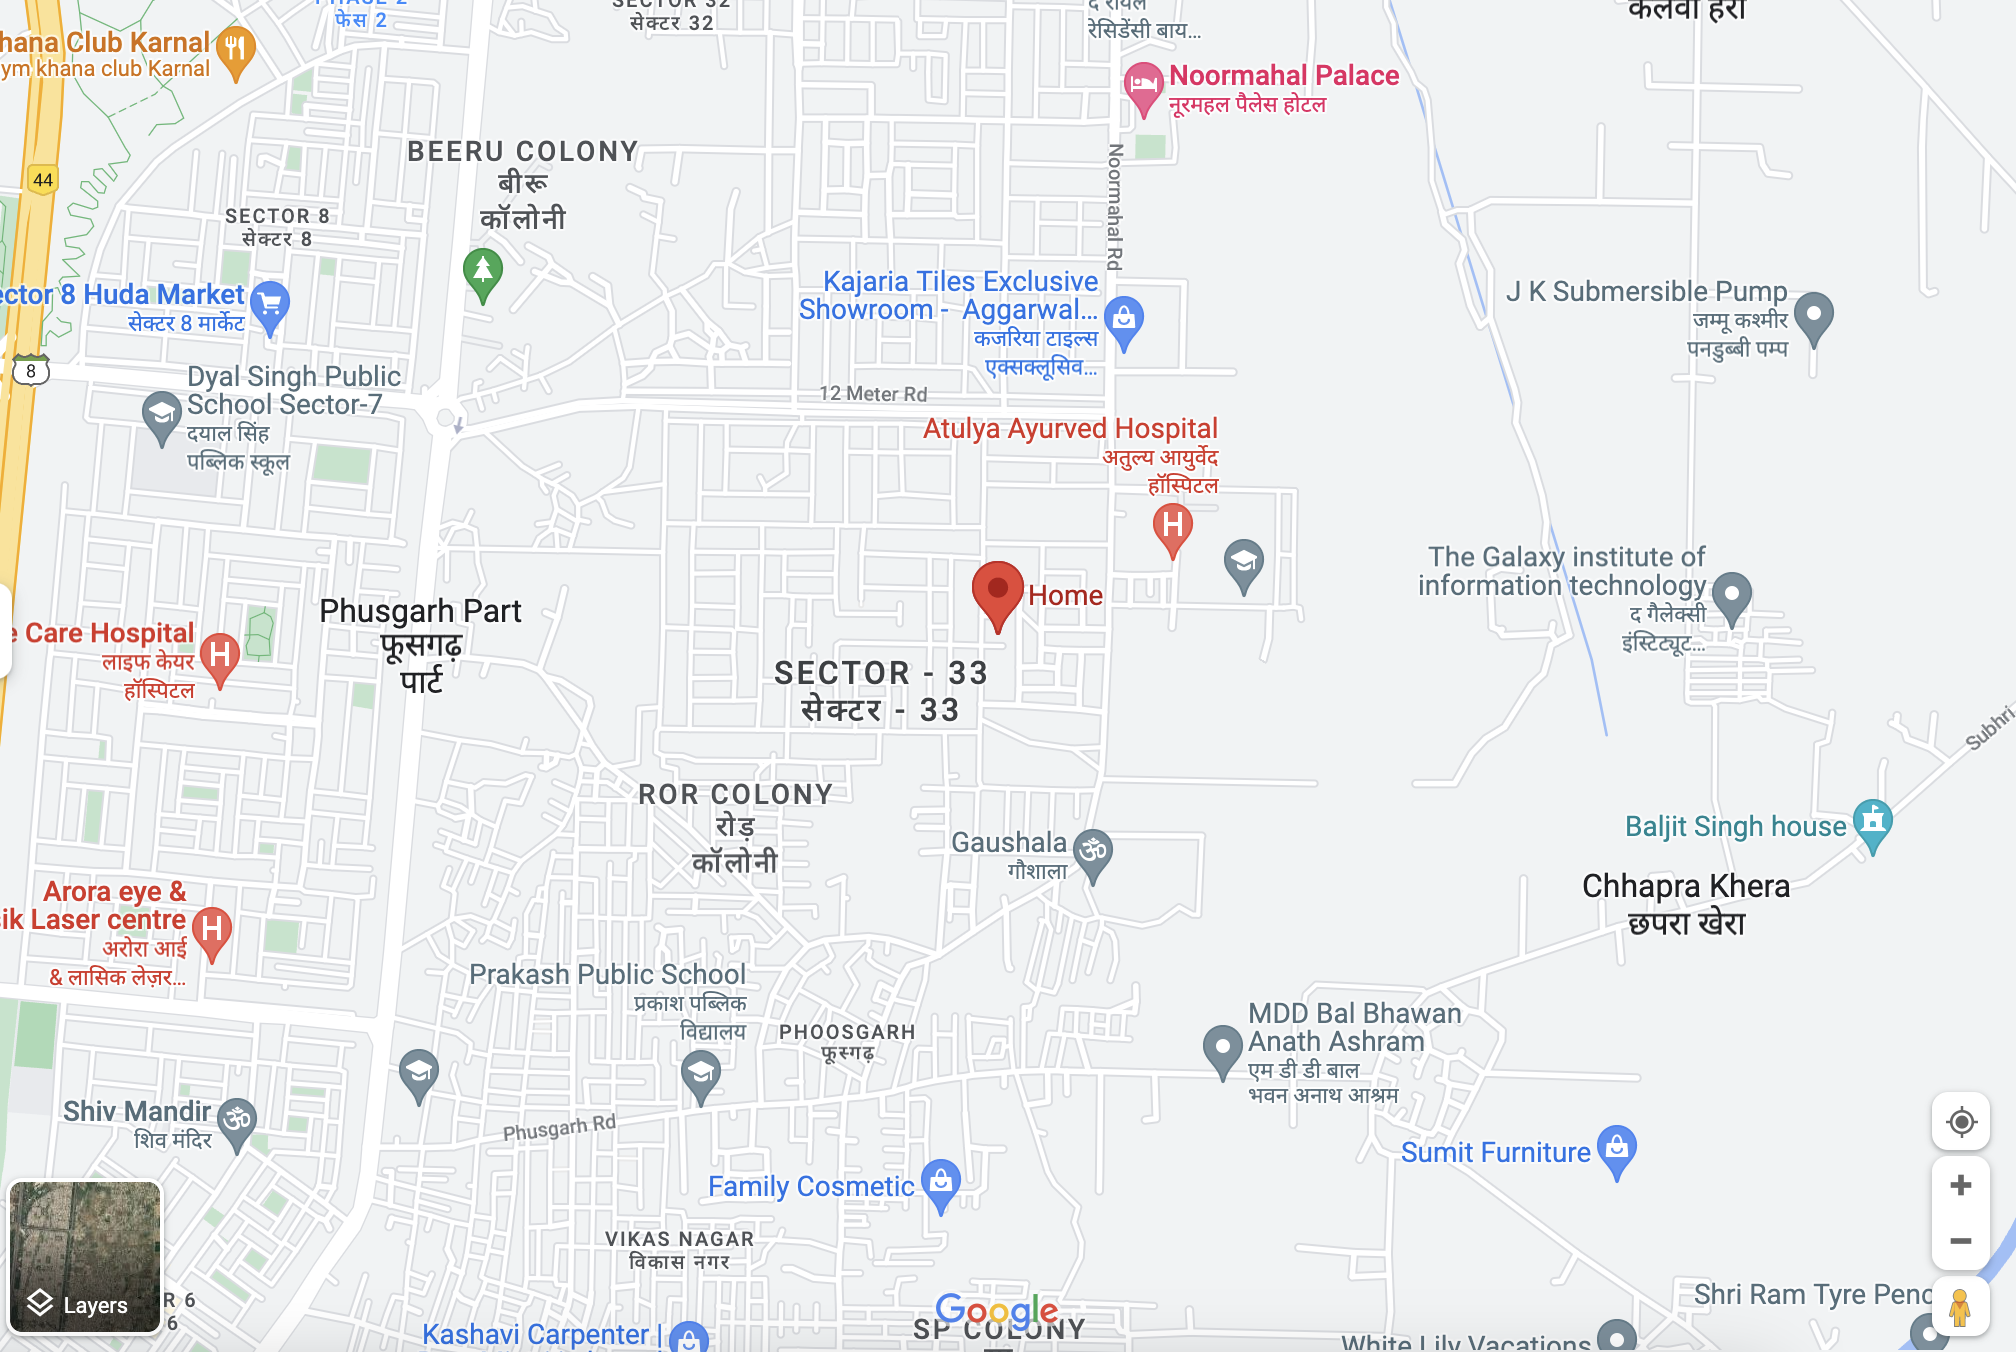 PHASE 2
फेस 2
SECTOR 32
सेक्टर 32
द रॉयल
रेसिडेंसी बाय...
hana Club Karnal
ym khana club Karnal
Noormahal Palace
नूरमहल पैलेस होटल
BEERU COLONY
बीरू
कॉलोनी
44
SECTOR 8
सेक्टर 8
Noormahal Rd
ector 8 Huda Market
सेक्टर 8 मार्केट
Kajaria Tiles Exclusive
Showroom - Aggarwal...
कजरिया टाइल्स
एक्सक्लूसिव...
J K Submersible Pump
जम्मू कश्मीर
पनडुब्बी पम्प
8
Dyal Singh Public
School Sector-7
दयाल सिंह
पब्लिक स्कूल
12 Meter Rd
Atulya Ayurved Hospital
अतुल्य आयुर्वेद
हॉस्पिटल
The Galaxy institute of
information technology
द गैलेक्सी
इंस्टिट्यूट...
Home
Phusgarh Part
फूसगढ़
पार्ट
e Care Hospital
लाइफ केयर
हॉस्पिटल
SECTOR - 33
सेक्टर - 33
Subhri
ROR COLONY
रोड़
कॉलोनी
Gaushala
गौशाला
Baljit Singh house
Chhapra Khera
छपरा खेरा
Arora eye &
sik Laser centre
अरोरा आई
& लासिक लेज़र...
Prakash Public School
प्रकाश पब्लिक
विद्यालय
PHOOSGARH
फूस्गढ़
MDD Bal Bhawan
Anath Ashram
एम डी डी बाल
भवन अनाथ आश्रम
Shiv Mandir
शिव मंदिर
Phusgarh Rd
Sumit Furniture
Family Cosmetic
VIKAS NAGAR
विकास नगर
Layers
R 6
6
Google
SP COLONY
Kashavi Carpenter |
Shri Ram Tyre Penc
White Lily Vacations